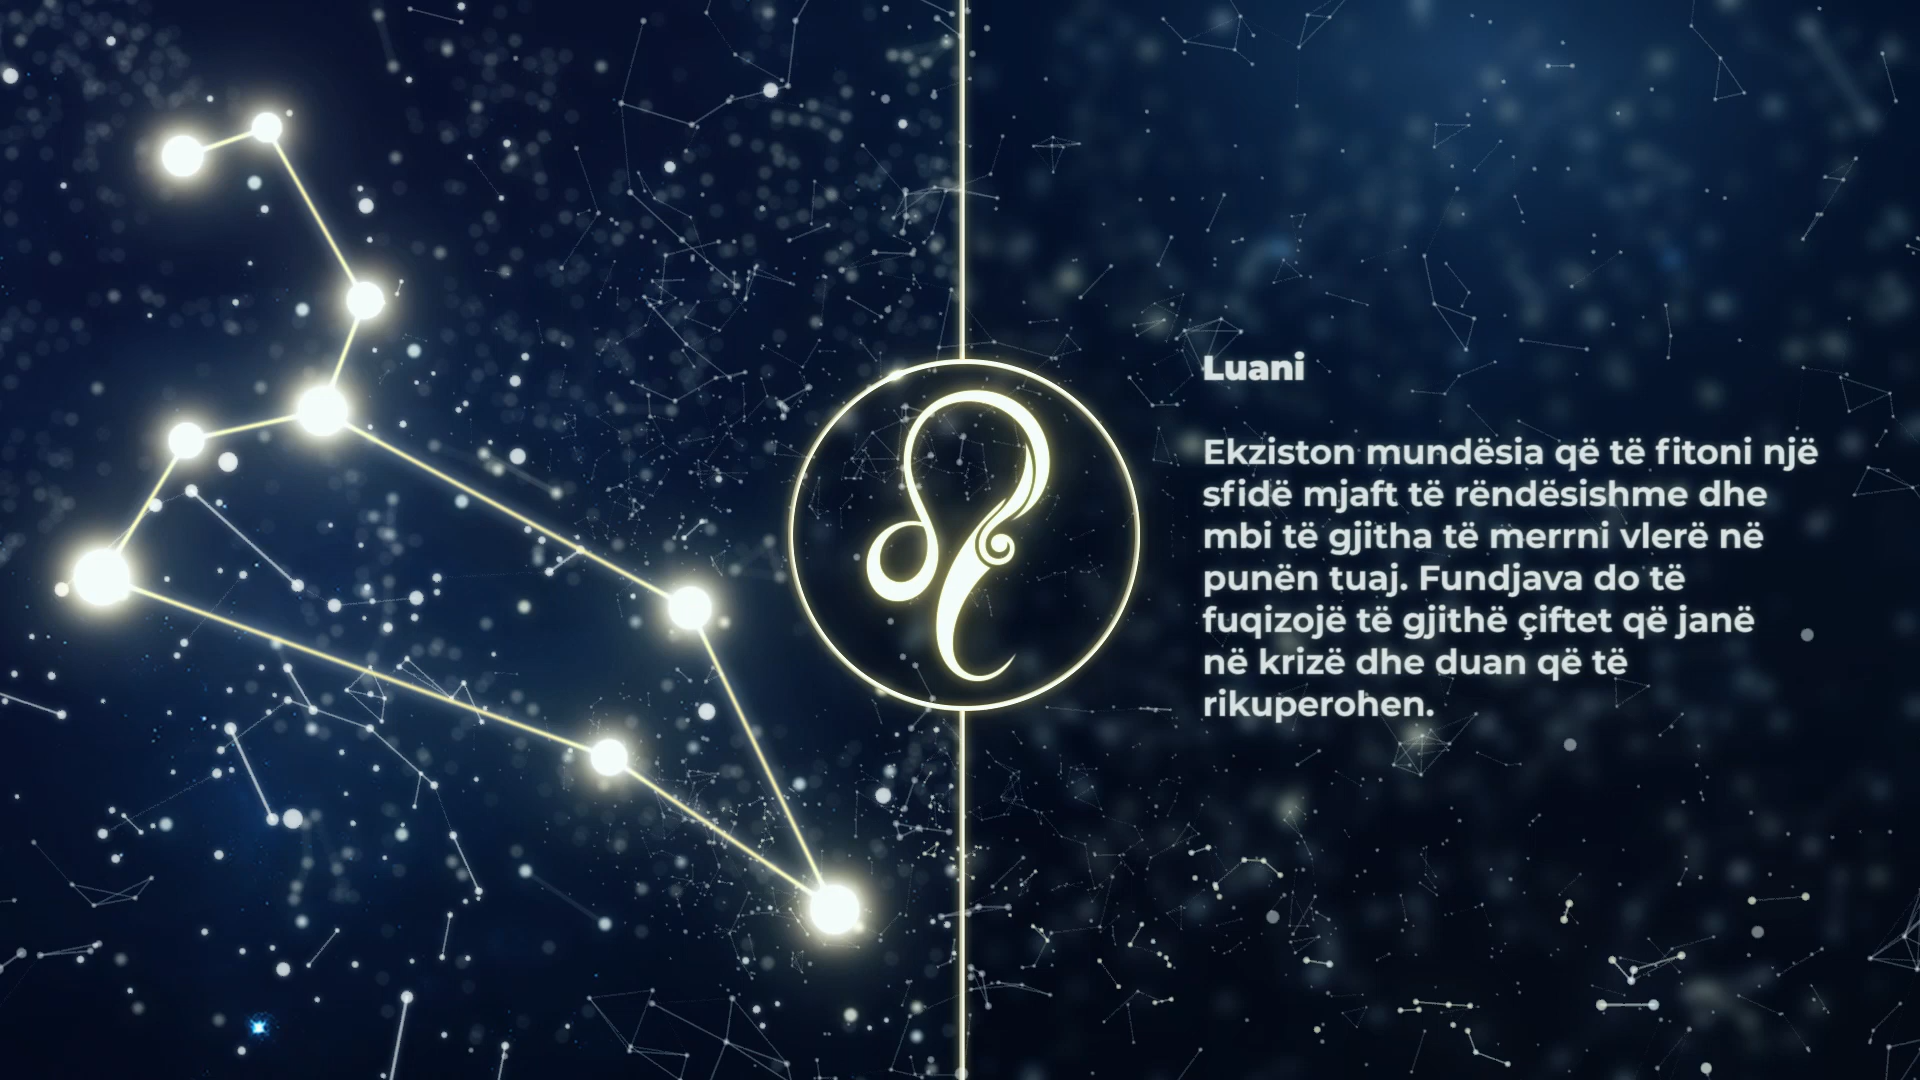 Luani
Ekziston mundësia që të fitoni një
sfidë mjaft të rëndësishme dhe
mbi të gjitha të merrni vlerë në
punën tuaj. Fundjava do të
fuqizojë të gjithë çiftet që janë
në krizë dhe duan që të
rikuperohen.